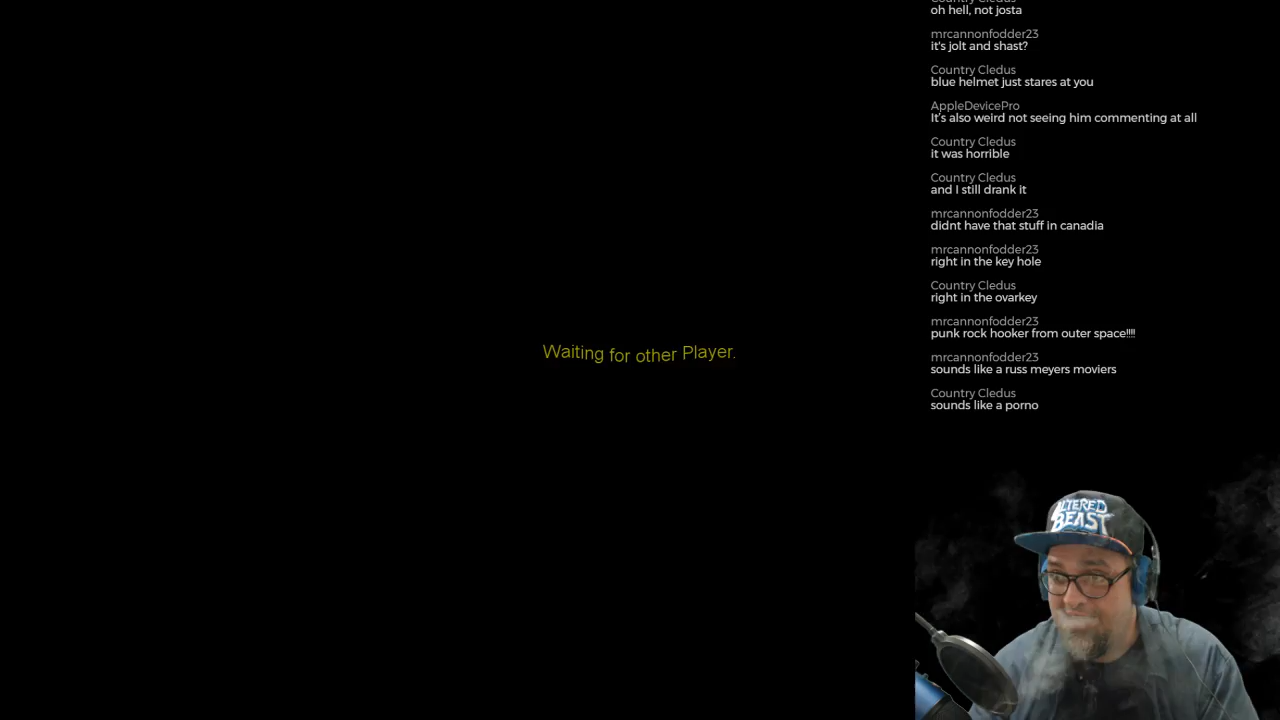 Country Cledus
oh hell, not josta
mrcannonfodder23
it's jolt and shast?
Country Cledus
blue helmet just stares at you
AppleDevicePro
It's also weird not seeing him commenting at all
Country Cledus
it was horrible
Country Cledus
and I still drank it
mrcannonfodder23
didnt have that stuff in canadia
mrcannonfodder23
right in the key hole
Country Cledus
right in the ovarkey
mrcannonfodder23
punk rock hooker from outer space!!!!
mrcannonfodder23
sounds like a russ meyers moviers
Country Cledus
sounds like a porno
Waiting for other Player.
ALTERED
BEAST